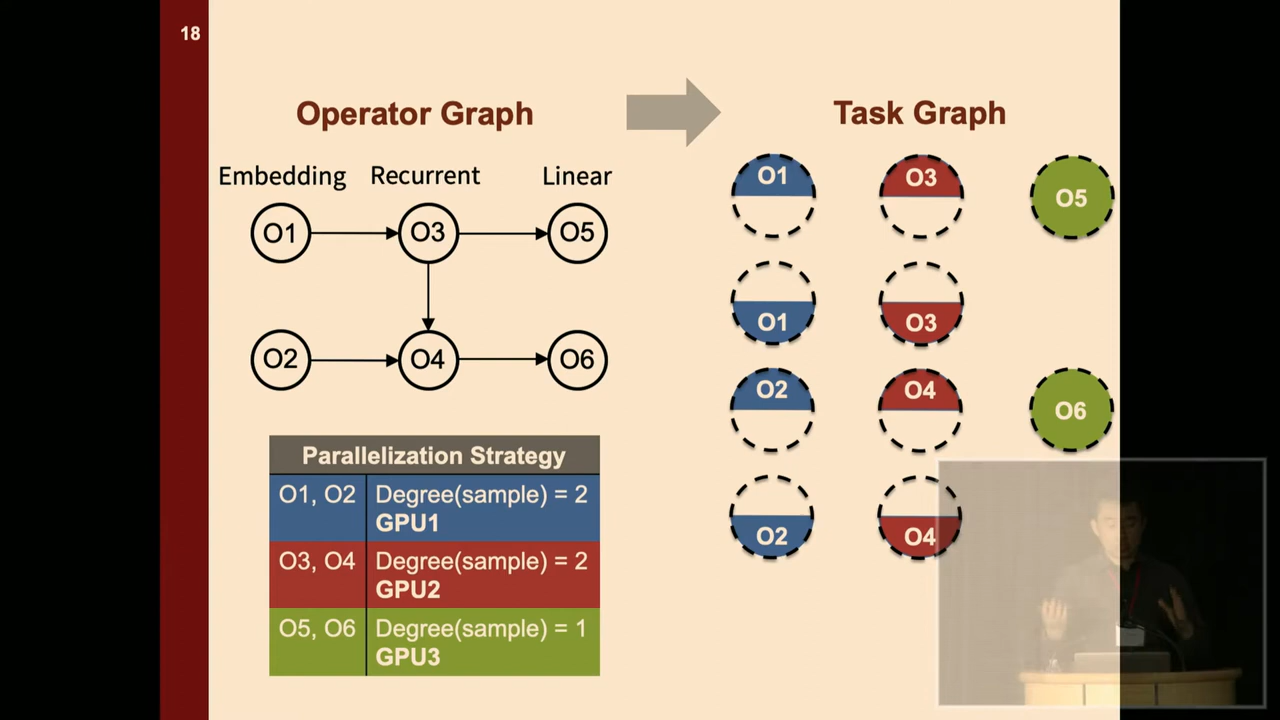 18
Operator Graph
Task Graph
Embedding Recurrent Linear
O1 O3 O5
O2 O4 O6
Parallelization Strategy
O1, O2 Degree(sample) = 2
GPU1
O3, O4 Degree(sample) = 2
GPU2
O5, O6 Degree(sample) = 1
GPU3
O1 O3 O5
O1 O3
O2 O4 O6
O2 O4